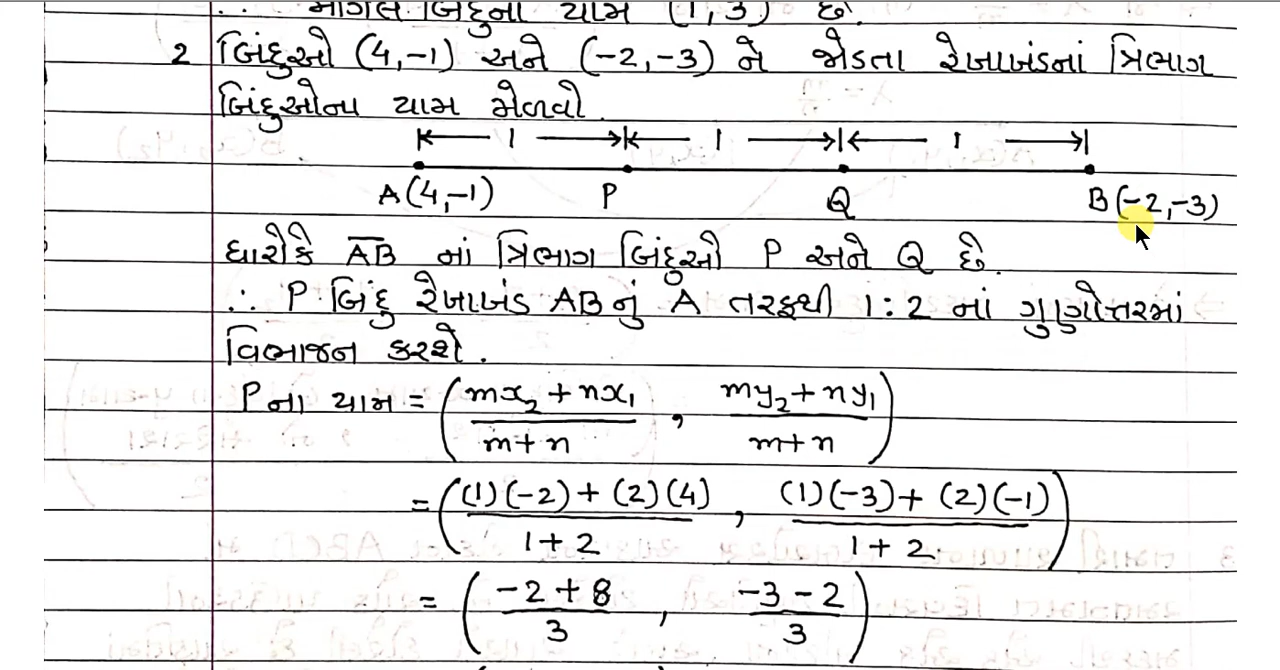 ∴ માગેલ બિંદુના યામ (1,3) છે.
2 બિંદુઓ (4,-1) અને (-2,-3) ને જોડતા રેખાખંડનાં ત્રિભાગ
બિંદુઓના યામ મેળવો.
1 1 1
A(4,-1) P Q B(-2,-3)
ધારોકે A̅B̅ નાં ત્રિભાગ બિંદુઓ P અને Q છે.
∴ P બિંદુ રેખાખંડ AB નું A તરફથી 1:2 નાં ગુણોત્તરમાં
વિભાજન કરશે.
P ના યામ = ( (mx₂ + nx₁)/(m+n) , (my₂ + ny₁)/(m+n) )
= ( ((1)(-2) + (2)(4))/(1+2) , ((1)(-3) + (2)(-1))/(1+2) )
= ( (-2+8)/3 , (-3-2)/3 )